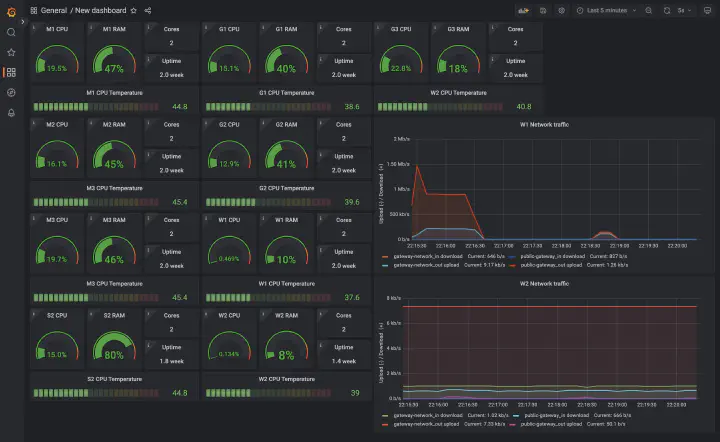 General / New dashboard
Last 5 minutes
5s
M1 CPU M1 RAM Cores
2
19.5% 47%
Uptime
2.0 week
M1 CPU Temperature
44.8
G1 CPU G1 RAM Cores
2
15.1% 40%
Uptime
2.0 week
G1 CPU Temperature
38.6
G3 CPU G3 RAM Cores
2
22.8% 18%
Uptime
2.0 week
W2 CPU Temperature
40.8
M2 CPU M2 RAM Cores
2
16.1% 45%
Uptime
2.0 week
M3 CPU Temperature
45.4
G2 CPU G2 RAM Cores
2
12.9% 41%
Uptime
2.0 week
G2 CPU Temperature
39.6
M3 CPU M3 RAM Cores
2
19.7% 46%
Uptime
2.0 week
M3 CPU Temperature
45.4
W1 CPU W1 RAM Cores
2
0.469% 10%
Uptime
2.0 week
W1 CPU Temperature
37.6
S2 CPU S2 RAM Cores
2
15.0% 80%
Uptime
1.8 week
S2 CPU Temperature
44.8
W2 CPU W2 RAM Cores
2
0.134% 8%
Uptime
1.4 week
W2 CPU Temperature
39
W1 Network traffic
Upload (-) / Download (+)
2 Mb/s
1.50 Mb/s
1 Mb/s
500 kb/s
0 b/s
22:15:30 22:16:00 22:16:30 22:17:00 22:17:30 22:18:00 22:18:30 22:19:00 22:19:30 22:20:00
gateway-network_in download Current: 646 b/s public-gateway_in download Current: 827 b/s
gateway-network_out upload Current: 9.17 kb/s public-gateway_out upload Current: 1.26 kb/s
W2 Network traffic
Upload (-) / Download (+)
8 kb/s
6 kb/s
4 kb/s
2 kb/s
0 b/s
22:15:30 22:16:00 22:16:30 22:17:00 22:17:30 22:18:00 22:18:30 22:19:00 22:19:30 22:20:00
gateway-network_in download Current: 1.02 kb/s public-gateway_in download Current: 666 b/s
gateway-network_out upload Current: 7.33 kb/s public-gateway_out upload Current: 50.1 b/s